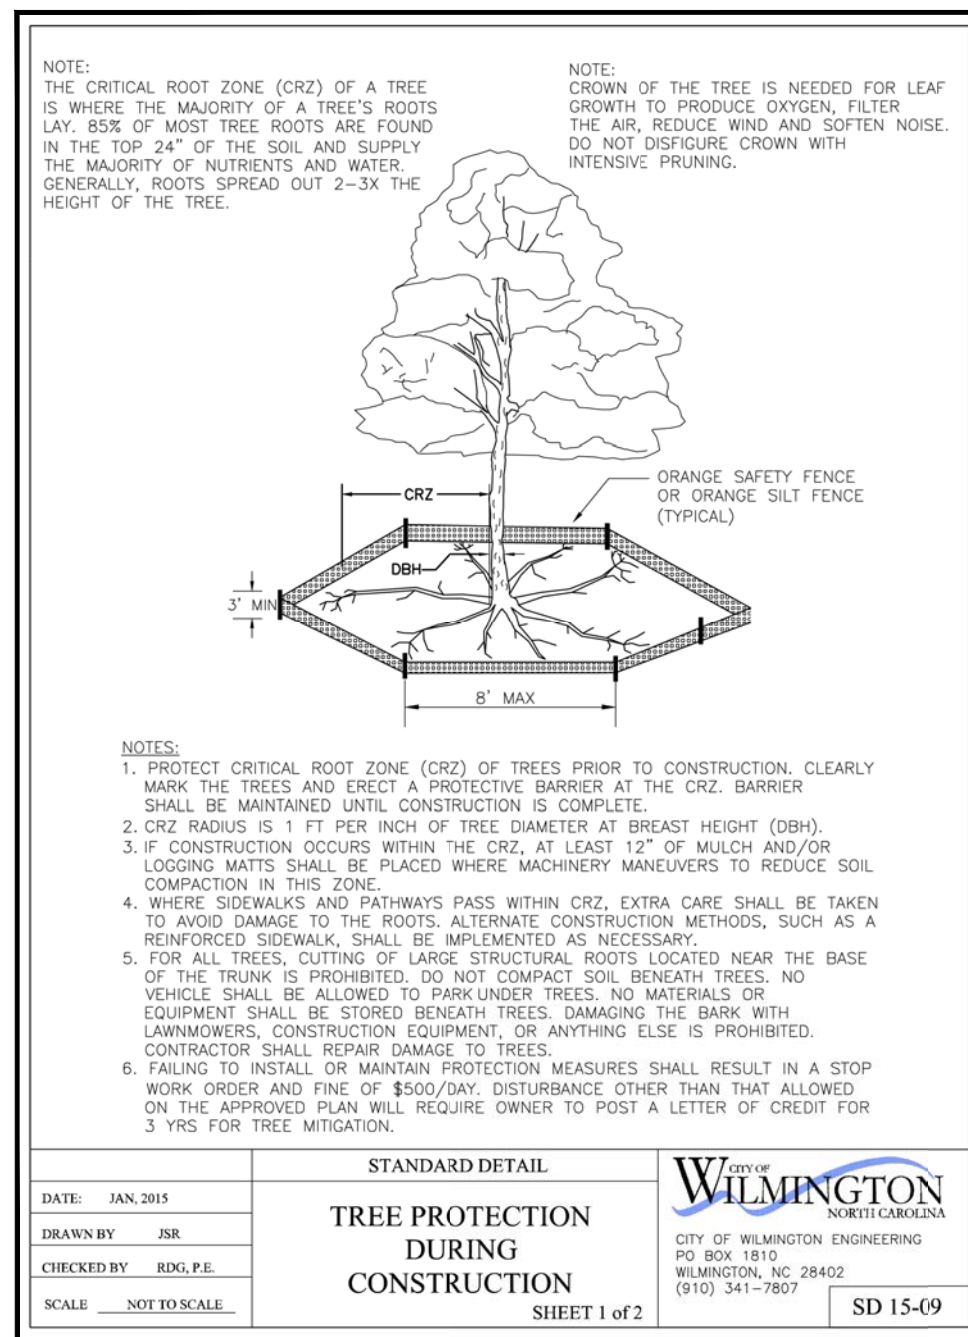 NOTE:
THE CRITICAL ROOT ZONE (CRZ) OF A TREE
IS WHERE THE MAJORITY OF A TREE'S ROOTS
LAY. 85% OF MOST TREE ROOTS ARE FOUND
IN THE TOP 24" OF THE SOIL AND SUPPLY
THE MAJORITY OF NUTRIENTS AND WATER.
GENERALLY, ROOTS SPREAD OUT 2-3X THE
HEIGHT OF THE TREE.
NOTE:
CROWN OF THE TREE IS NEEDED FOR LEAF
GROWTH TO PRODUCE OXYGEN, FILTER
THE AIR, REDUCE WIND AND SOFTEN NOISE.
DO NOT DISFIGURE CROWN WITH
INTENSIVE PRUNING.
ORANGE SAFETY FENCE
OR ORANGE SILT FENCE
(TYPICAL)
CRZ
DBH
3' MIN
8' MAX
NOTES:
1. PROTECT CRITICAL ROOT ZONE (CRZ) OF TREES PRIOR TO CONSTRUCTION. CLEARLY
MARK THE TREES AND ERECT A PROTECTIVE BARRIER AT THE CRZ. BARRIER
SHALL BE MAINTAINED UNTIL CONSTRUCTION IS COMPLETE.
2. CRZ RADIUS IS 1 FT PER INCH OF TREE DIAMETER AT BREAST HEIGHT (DBH).
3. IF CONSTRUCTION OCCURS WITHIN THE CRZ, AT LEAST 12" OF MULCH AND/OR
LOGGING MATTS SHALL BE PLACED WHERE MACHINERY MANEUVERS TO REDUCE SOIL
COMPACTION IN THIS ZONE.
4. WHERE SIDEWALKS AND PATHWAYS PASS WITHIN CRZ, EXTRA CARE SHALL BE TAKEN
TO AVOID DAMAGE TO THE ROOTS. ALTERNATE CONSTRUCTION METHODS, SUCH AS A
REINFORCED SIDEWALK, SHALL BE IMPLEMENTED AS NECESSARY.
5. FOR ALL TREES, CUTTING OF LARGE STRUCTURAL ROOTS LOCATED NEAR THE BASE
OF THE TRUNK IS PROHIBITED. DO NOT COMPACT SOIL BENEATH TREES. NO
VEHICLE SHALL BE ALLOWED TO PARK UNDER TREES. NO MATERIALS OR
EQUIPMENT SHALL BE STORED BENEATH TREES. DAMAGING THE BARK WITH
LAWNMOWERS, CONSTRUCTION EQUIPMENT, OR ANYTHING ELSE IS PROHIBITED.
CONTRACTOR SHALL REPAIR DAMAGE TO TREES.
6. FAILING TO INSTALL OR MAINTAIN PROTECTION MEASURES SHALL RESULT IN A STOP
WORK ORDER AND FINE OF $500/DAY. DISTURBANCE OTHER THAN THAT ALLOWED
ON THE APPROVED PLAN WILL REQUIRE OWNER TO POST A LETTER OF CREDIT FOR
3 YRS FOR TREE MITIGATION.
DATE: JAN, 2015
DRAWN BY JSR
CHECKED BY RDG, P.E.
SCALE NOT TO SCALE
STANDARD DETAIL
TREE PROTECTION
DURING
CONSTRUCTION
SHEET 1 of 2
CITY OF
WILMINGTON
NORTH CAROLINA
CITY OF WILMINGTON ENGINEERING
PO BOX 1810
WILMINGTON, NC 28402
(910) 341-7807
SD 15-09